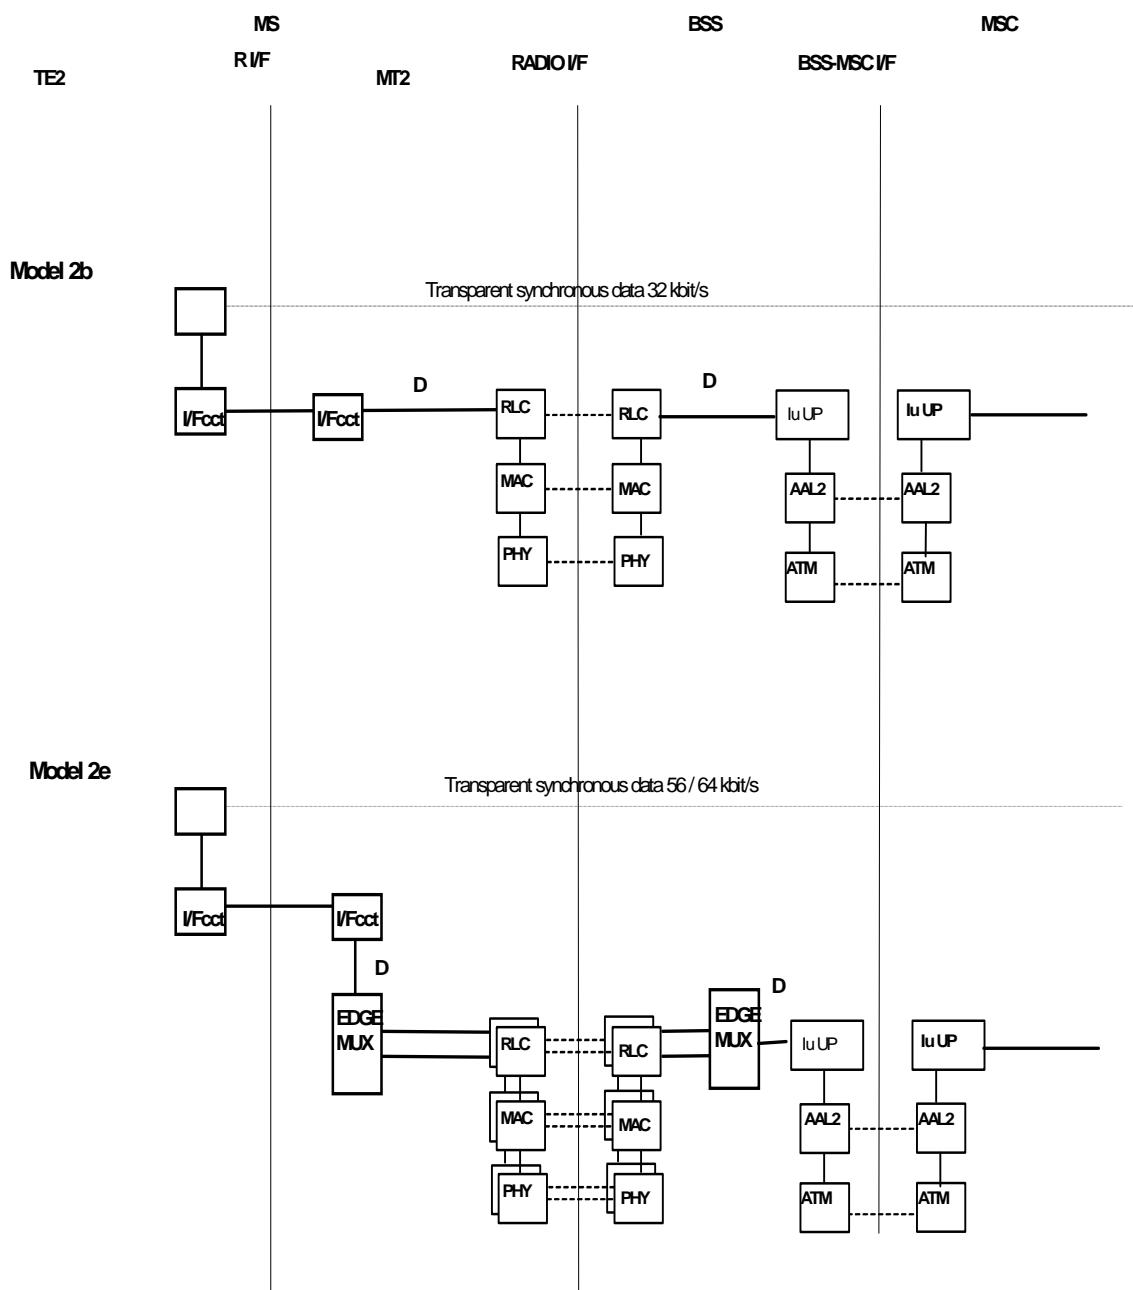 MS BSS MSC
R I/F RADIO I/F BSS-MSC I/F
TE2 MT2
Model 2b
Transparent synchronous data 32 kbit/s
D D
I/Fcct I/Fcct RLC RLC Iu UP Iu UP
MAC MAC AAL2 AAL2
PHY PHY ATM ATM
Model 2e
Transparent synchronous data 56 / 64 kbit/s
I/Fcct I/Fcct
D D
EDGE EDGE
MUX RLC RLC MUX Iu UP Iu UP
MAC MAC AAL2 AAL2
PHY PHY ATM ATM